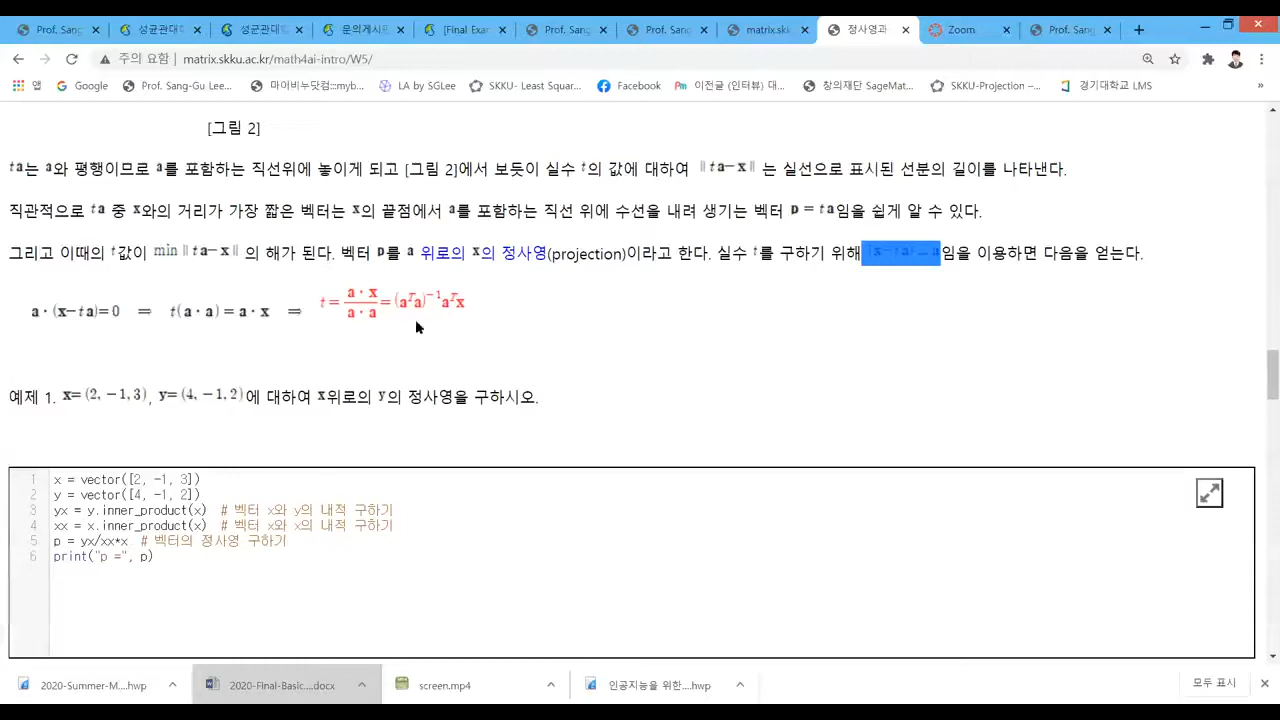 Prof. Sang
성균관대
성균관대
문의게시
[Final Exar
Prof. Sang
Prof. Sang
matrix.skk
정사영과
Zoom
Prof. Sang
주의 요함 | matrix.skku.ac.kr/math4ai-intro/W5/
앱 Google Prof. Sang-Gu Lee... 마이비누닷컴:::myb... LA by SGLee SKKU- Least Squar... Facebook 이전글 (인터뷰) 대... 창의재단 SageMat... SKKU-Projection –... 경기대학교 LMS »
[그림 2]
ta는 a와 평행이므로 a를 포함하는 직선위에 놓이게 되고 [그림 2]에서 보듯이 실수 t의 값에 대하여 ‖ta−x‖ 는 실선으로 표시된 선분의 길이를 나타낸다.
직관적으로 ta 중 x와의 거리가 가장 짧은 벡터는 x의 끝점에서 a를 포함하는 직선 위에 수선을 내려 생기는 벡터 p = ta임을 쉽게 알 수 있다.
그리고 이때의 t값이 min ‖ta−x‖ 의 해가 된다. 벡터 p를 a 위로의 x의 정사영(projection)이라고 한다. 실수 t를 구하기 위해 임을 이용하면 다음을 얻는다.
a · (x−ta)=0 ⇒ t(a · a) = a · x ⇒ t = a · x / a · a = (aᵀa)⁻¹aᵀx
예제 1. x=(2, −1, 3), y=(4, −1, 2)에 대하여 x위로의 y의 정사영을 구하시오.
1 x = vector([2, -1, 3])
2 y = vector([4, -1, 2])
3 yx = y.inner_product(x) # 벡터 x와 y의 내적 구하기
4 xx = x.inner_product(x) # 벡터 x와 x의 내적 구하기
5 p = yx/xx*x # 벡터의 정사영 구하기
6 print("p =", p)
2020-Summer-M....hwp
2020-Final-Basic....docx
screen.mp4
인공지능을 위한....hwp
모두 표시